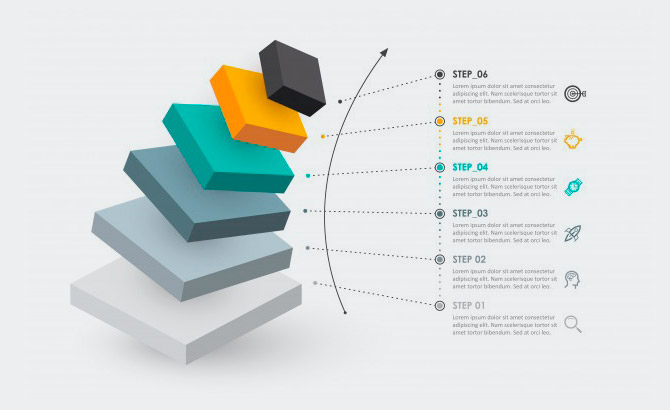 STEP_06
Lorem ipsum dolor sit amet consectetur
adipiscing elit. Nam scelerisque tortor sit
amet tortor bibendum. Sed at orci leo.
STEP_05
Lorem ipsum dolor sit amet consectetur
adipiscing elit. Nam scelerisque tortor sit
amet tortor bibendum. Sed at orci leo.
STEP_04
Lorem ipsum dolor sit amet consectetur
adipiscing elit. Nam scelerisque tortor sit
amet tortor bibendum. Sed at orci leo.
STEP_03
Lorem ipsum dolor sit amet consectetur
adipiscing elit. Nam scelerisque tortor sit
amet tortor bibendum. Sed at orci leo.
STEP 02
Lorem ipsum dolor sit amet consectetur
adipiscing elit. Nam scelerisque tortor sit
amet tortor bibendum. Sed at orci leo.
STEP 01
Lorem ipsum dolor sit amet consectetur
adipiscing elit. Nam scelerisque tortor sit
amet tortor bibendum. Sed at orci leo.